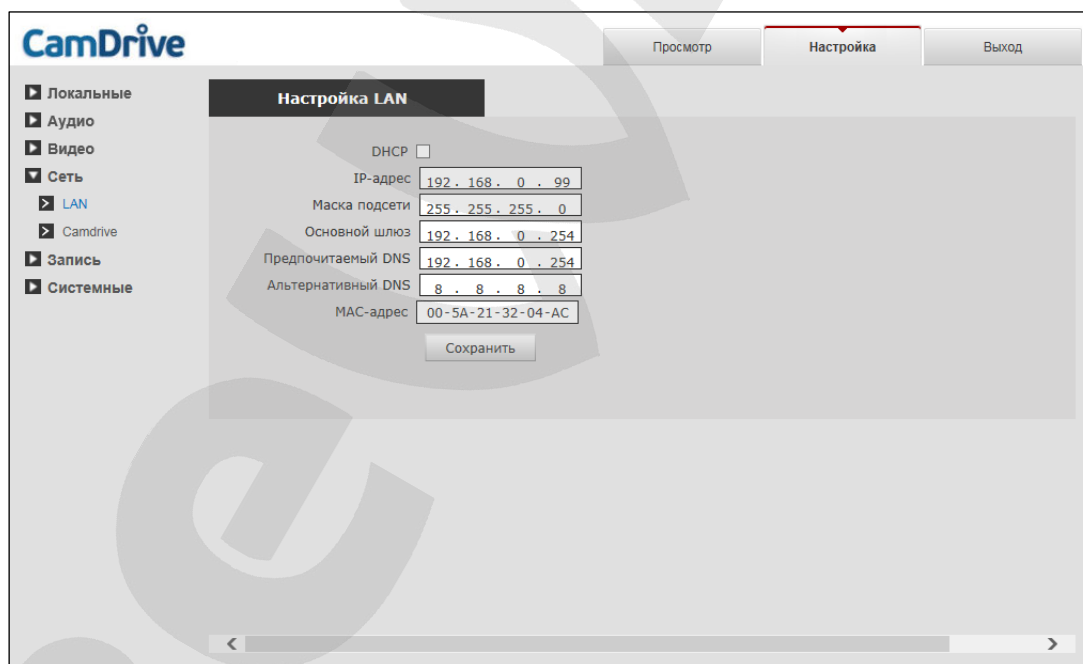 CamDrive
Просмотр
Настройка
Выход
Локальные
Аудио
Видео
Сеть
LAN
Camdrive
Запись
Системные
Настройка LAN
DHCP
IP-адрес 192. 168. 0 . 99
Маска подсети 255. 255. 255. 0
Основной шлюз 192. 168. 0 . 254
Предпочитаемый DNS 192. 168. 0 . 254
Альтернативный DNS 8 . 8 . 8 . 8
MAC-адрес 00-5A-21-32-04-AC
Сохранить